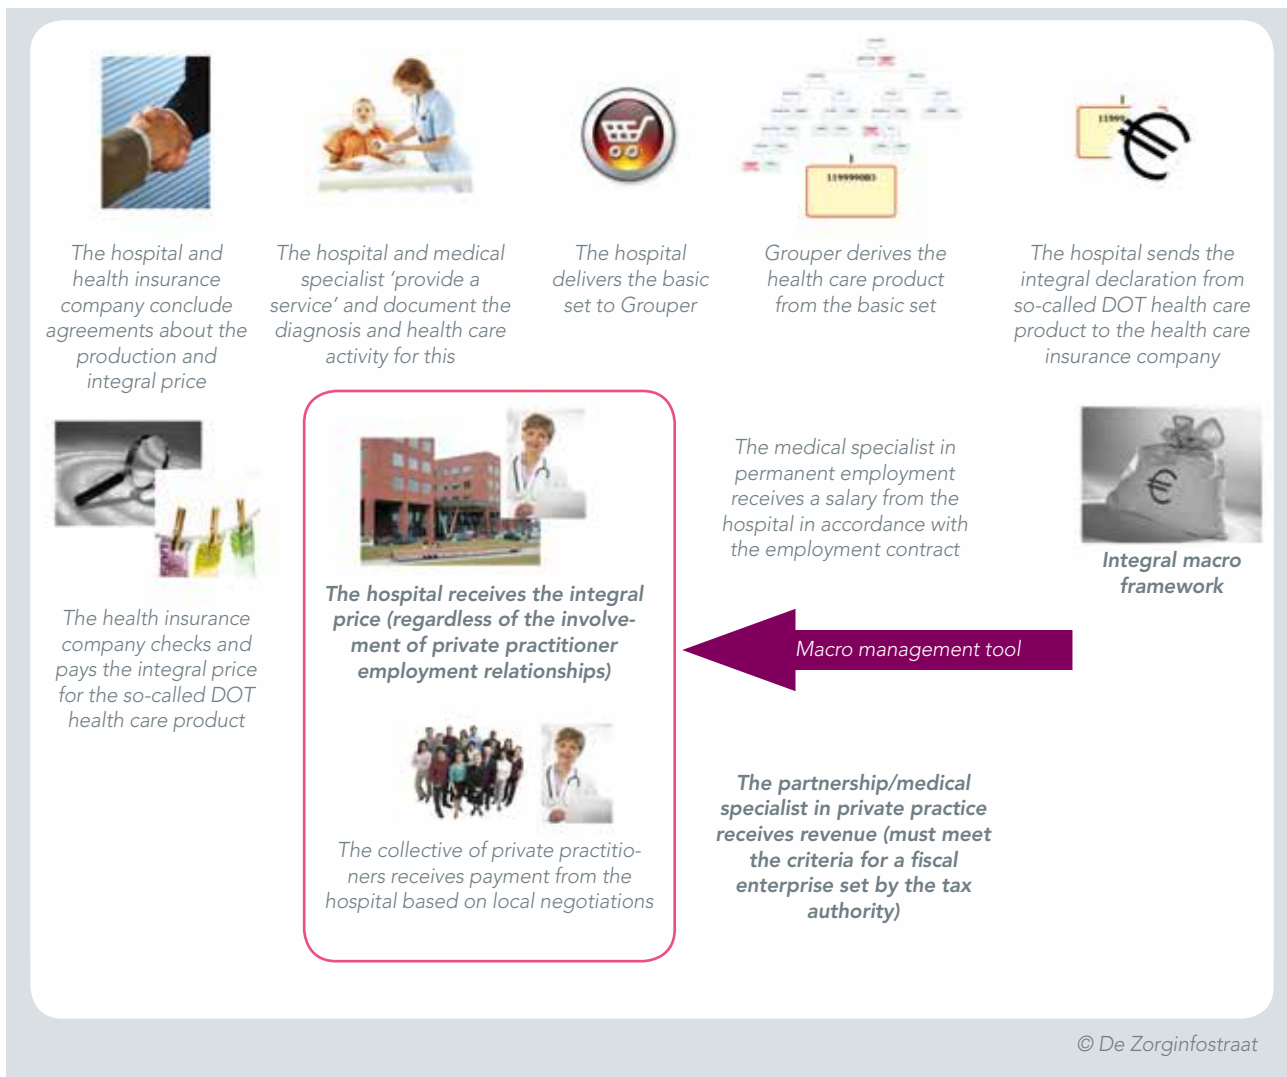 The hospital and
health insurance
company conclude
agreements about the
production and
integral price
The hospital and medical
specialist ‘provide a
service’ and document the
diagnosis and health care
activity for this
The hospital
delivers the basic
set to Grouper
119999003
Grouper derives the
health care product
from the basic set
11999
The hospital sends the
integral declaration from
so-called DOT health care
product to the health care
insurance company
The health insurance
company checks and
pays the integral price
for the so-called DOT
health care product
The hospital receives the integral
price (regardless of the involve-
ment of private practitioner
employment relationships)
The collective of private practitio-
ners receives payment from the
hospital based on local negotiations
The medical specialist in
permanent employment
receives a salary from the
hospital in accordance with
the employment contract
€
Integral macro
framework
Macro management tool
The partnership/medical
specialist in private practice
receives revenue (must meet
the criteria for a fiscal
enterprise set by the tax
authority)
© De Zorginfostraat